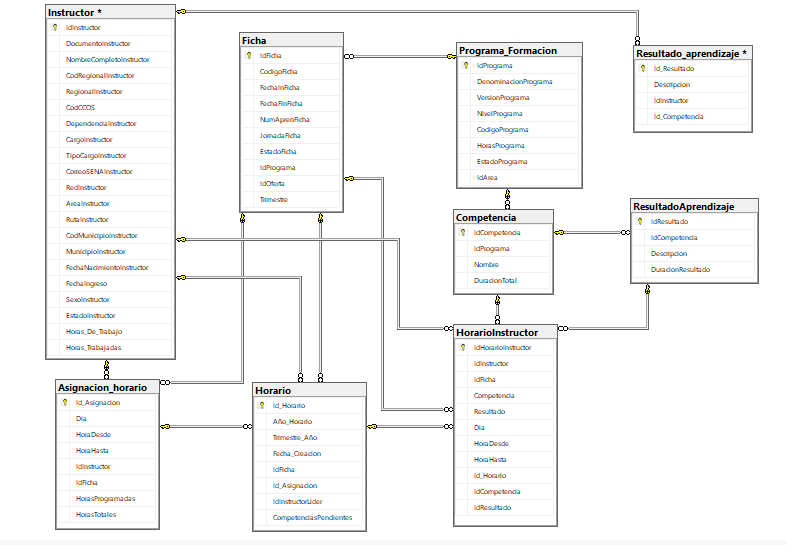 Instructor *
IdInstructor
DocumentoInstructor
NombreCompletoInstructor
CodRegionalInstructor
RegionalInstructor
CodCCOS
DependenciaInstructor
CargoInstructor
TipoCargoInstructor
CorreoSENAInstructor
RedInstructor
AreaInstructor
RutaInstructor
CodMunicipioInstructor
MunicipioInstructor
FechaNacimientoInstructor
FechaIngreso
SexoInstructor
EstadoInstructor
Horas_De_Trabajo
Horas_Trabajadas
Ficha
IdFicha
CodigoFicha
FechaInFicha
FechaFinFicha
NumAprenFicha
JornadaFicha
EstadoFicha
IdPrograma
IdOferta
Trimestre
Programa_Formacion
IdPrograma
DenominacionPrograma
VersionPrograma
NivelPrograma
CodigoPrograma
HorasPrograma
EstadoPrograma
IdArea
Resultado_aprendizaje *
Id_Resultado
Descripcion
IdInstructor
Id_Competencia
Competencia
IdCompetencia
IdPrograma
Nombre
DuracionTotal
ResultadoAprendizaje
IdResultado
IdCompetencia
Descripcion
DuracionResultado
Asignacion_horario
Id_Asignacion
Dia
HoraDesde
HoraHasta
IdInstructor
IdFicha
HorasProgramadas
HorasTotales
Horario
Id_Horario
Año_Horario
Trimestre_Año
Fecha_Creacion
IdFicha
Id_Asignacion
IdInstructorLider
CompetenciasPendientes
HorarioInstructor
IdHorarioInstructor
IdInstructor
IdFicha
Competencia
Resultado
Dia
HoraDesde
HoraHasta
Id_Horario
IdCompetencia
IdResultado